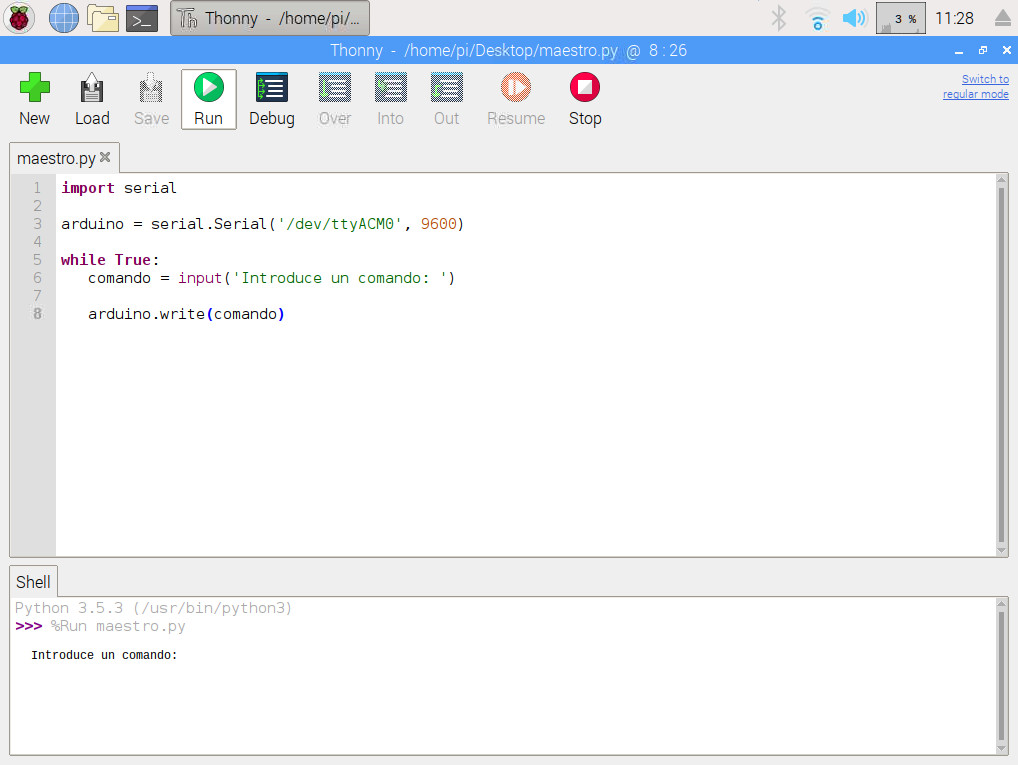 Thonny - /home/pi/...
3 %
11:28
Thonny - /home/pi/Desktop/maestro.py @ 8:26
New
Load
Save
Run
Debug
Over
Into
Out
Resume
Stop
Switch to
regular mode
maestro.py
1 import serial
2
3 arduino = serial.Serial('/dev/ttyACM0', 9600)
4
5 while True:
6    comando = input('Introduce un comando: ')
7
8    arduino.write(comando)
Shell
Python 3.5.3 (/usr/bin/python3)
>>> %Run maestro.py
Introduce un comando: